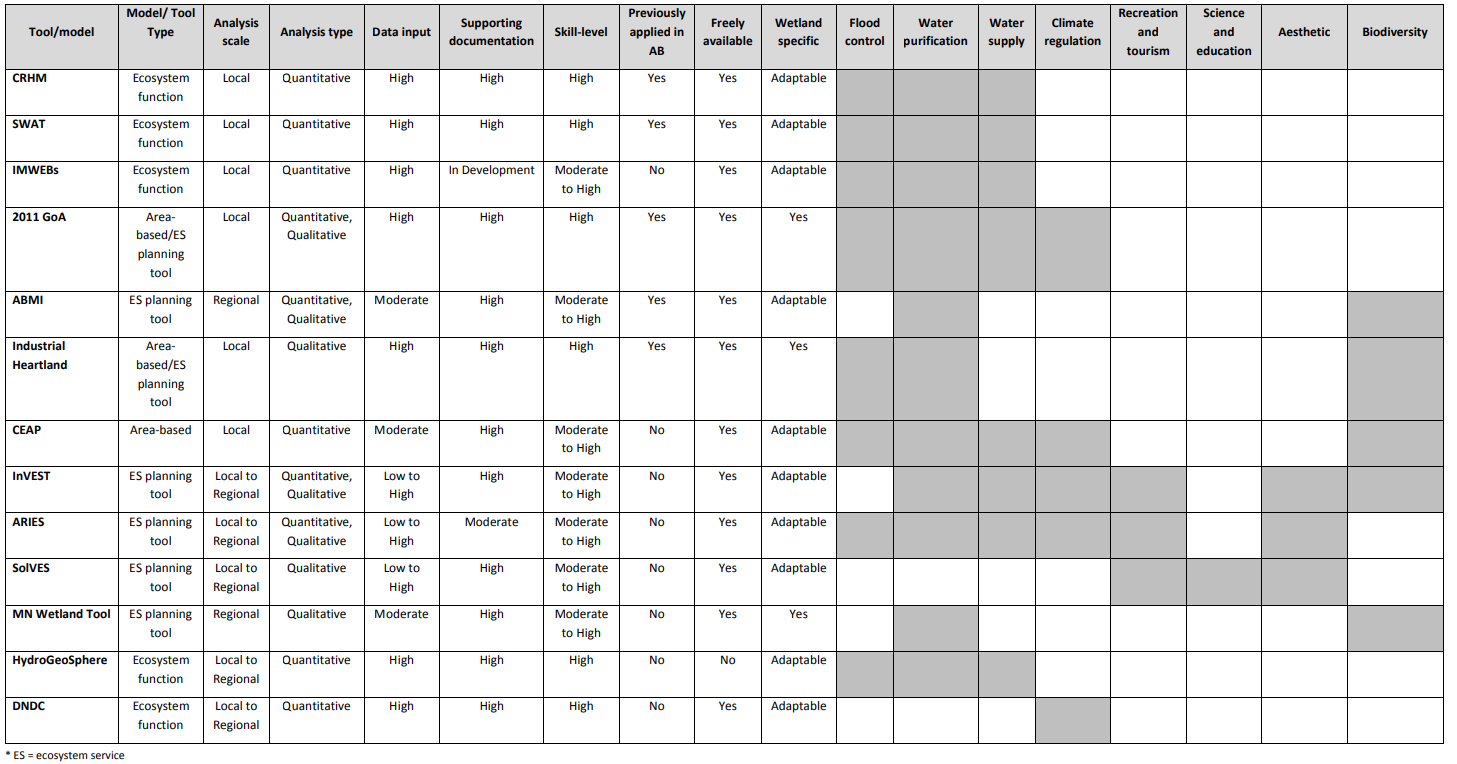 Tool/model Model/ Tool Type Analysis scale Analysis type Data input Supporting documentation Skill-level Previously applied in AB Freely available Wetland specific Flood control Water purification Water supply Climate regulation Recreation and tourism Science and education Aesthetic Biodiversity
CRHM Ecosystem function Local Quantitative High High High Yes Yes Adaptable
SWAT Ecosystem function Local Quantitative High High High Yes Yes Adaptable
IMWEBs Ecosystem function Local Quantitative High In Development Moderate to High No Yes Adaptable
2011 GoA Area-based/ES planning tool Local Quantitative, Qualitative High High High Yes Yes Yes
ABMI ES planning tool Regional Quantitative, Qualitative Moderate High Moderate to High Yes Yes Adaptable
Industrial Heartland Area-based/ES planning tool Local Qualitative High High High Yes Yes Yes
CEAP Area-based Local Quantitative Moderate High Moderate to High No Yes Adaptable
InVEST ES planning tool Local to Regional Quantitative, Qualitative Low to High High Moderate to High No Yes Adaptable
ARIES ES planning tool Local to Regional Quantitative, Qualitative Low to High Moderate Moderate to High No Yes Adaptable
SolVES ES planning tool Local to Regional Qualitative Low to High High Moderate to High No Yes Adaptable
MN Wetland Tool ES planning tool Regional Qualitative Moderate High Moderate to High No Yes Yes
HydroGeoSphere Ecosystem function Local to Regional Quantitative High High High No No Adaptable
DNDC Ecosystem function Local to Regional Quantitative High High High No Yes Adaptable
* ES = ecosystem service